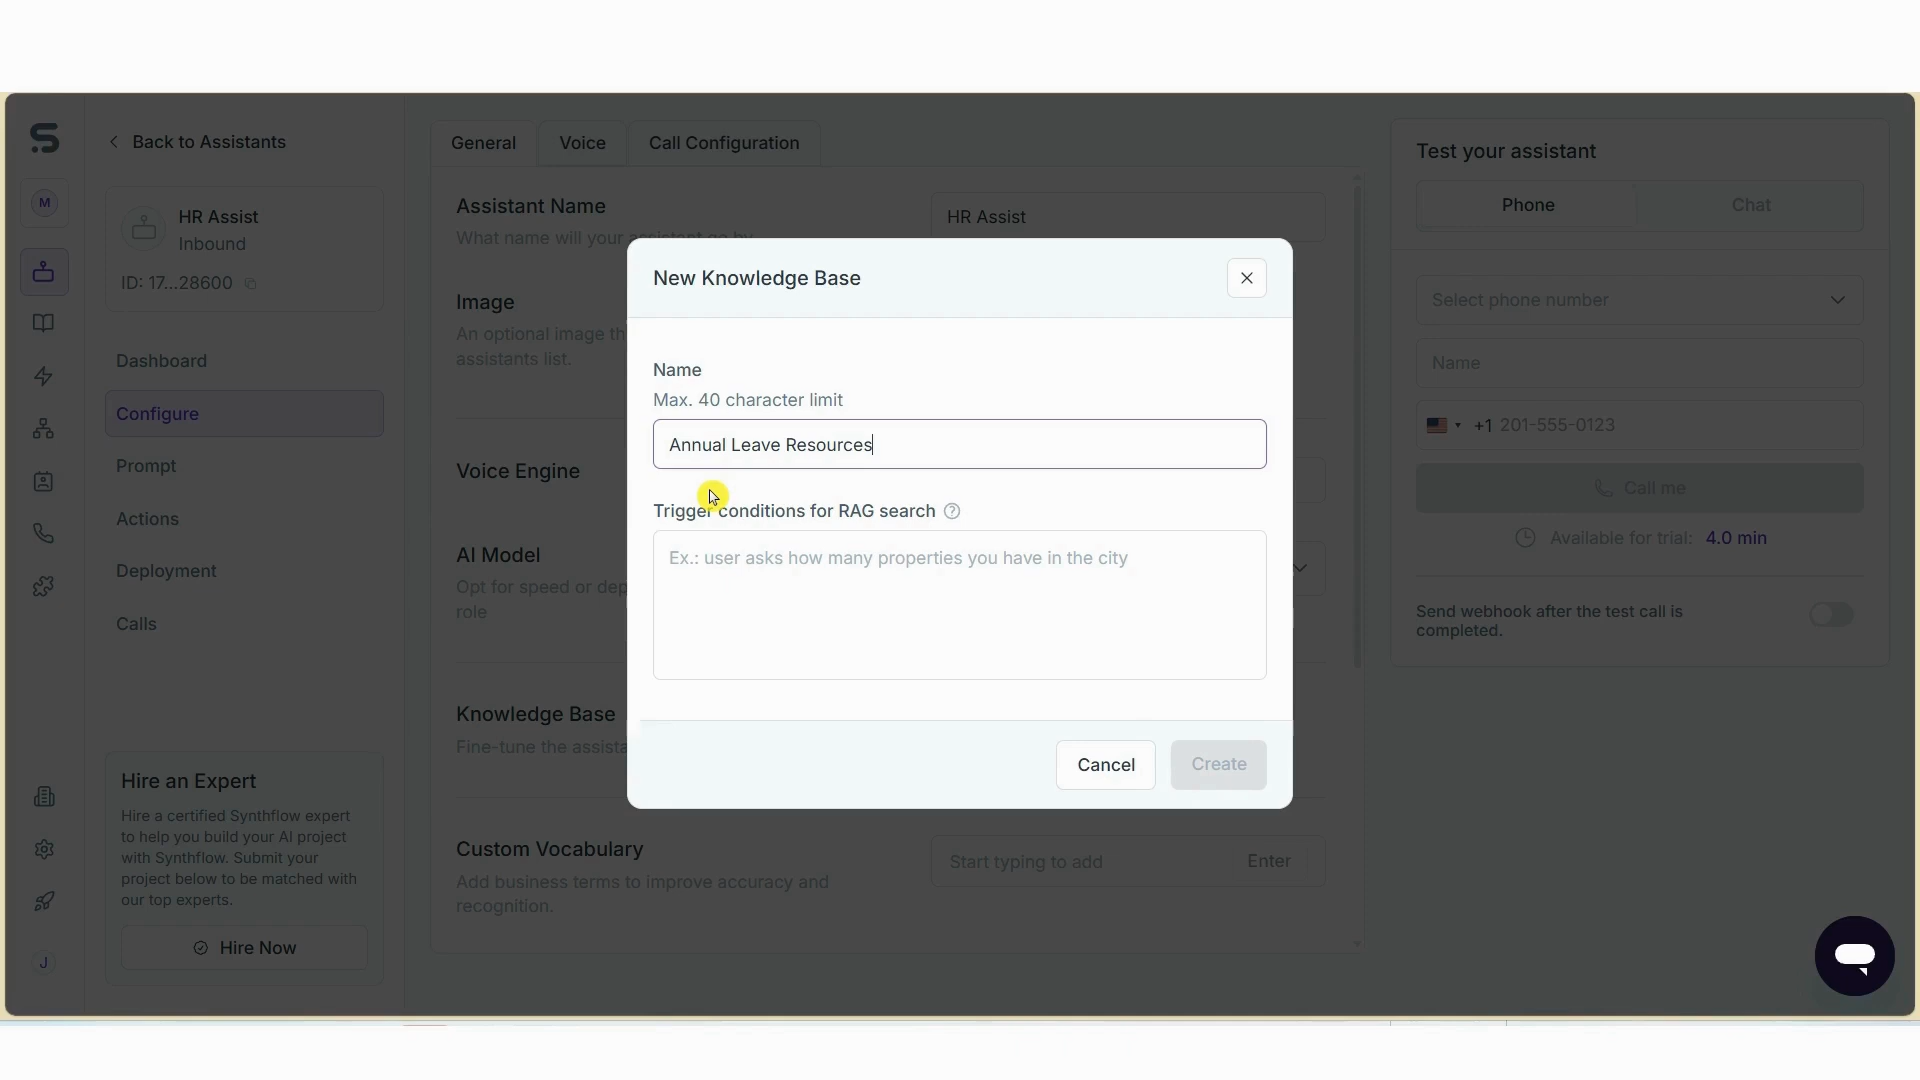 Back to Assistants
M
HR Assist
Inbound
ID: 17...28600
Dashboard
Configure
Prompt
Actions
Deployment
Calls
Hire an Expert
Hire a certified Synthflow expert
to help you build your AI project
with Synthflow. Submit your
project below to be matched with
our top experts.
Hire Now
J
General
Voice
Call Configuration
Assistant Name
What name will your assistant go by
HR Assist
Image
An optional image th
assistants list.
Voice Engine
AI Model
Opt for speed or dep
role
Knowledge Base
Fine-tune the assista
Custom Vocabulary
Add business terms to improve accuracy and
recognition.
Start typing to add
Enter
New Knowledge Base
Name
Max. 40 character limit
Annual Leave Resources
Trigger conditions for RAG search
Ex.: user asks how many properties you have in the city
Cancel
Create
Test your assistant
Phone
Chat
Select phone number
Name
+1 201-555-0123
Call me
Available for trial: 4.0 min
Send webhook after the test call is
completed.